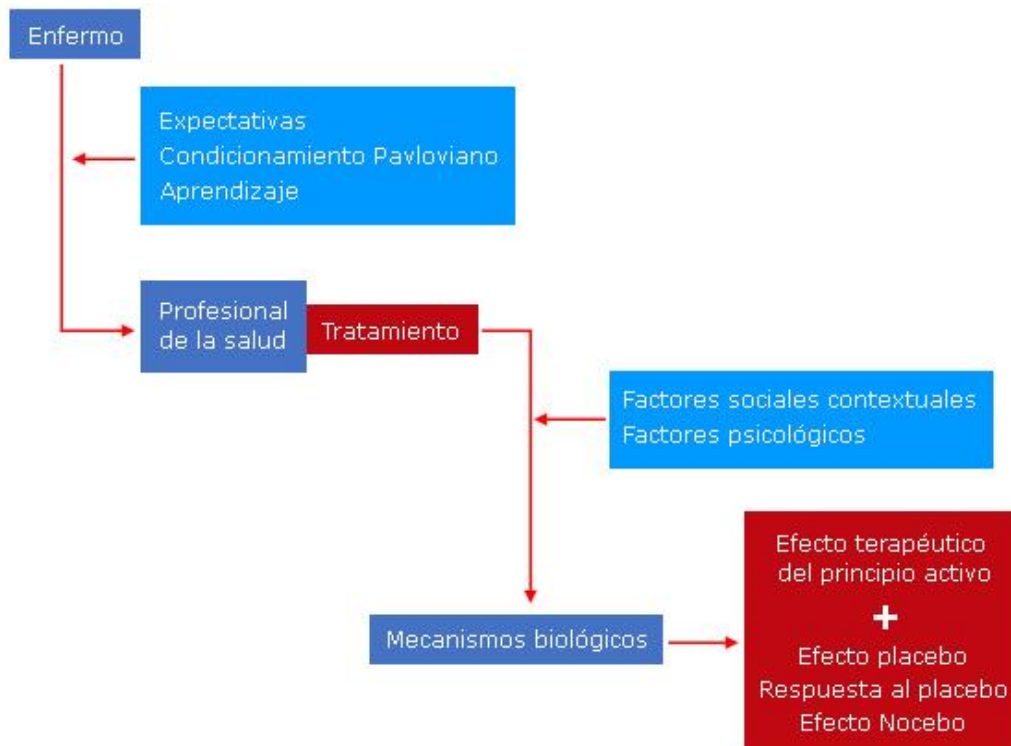 Enfermo
Expectativas
Condicionamiento Pavloviano
Aprendizaje
Profesional
de la salud
Tratamiento
Factores sociales contextuales
Factores psicológicos
Efecto terapéutico
del principio activo
+
Mecanismos biológicos
Efecto placebo
Respuesta al placebo
Efecto Nocebo